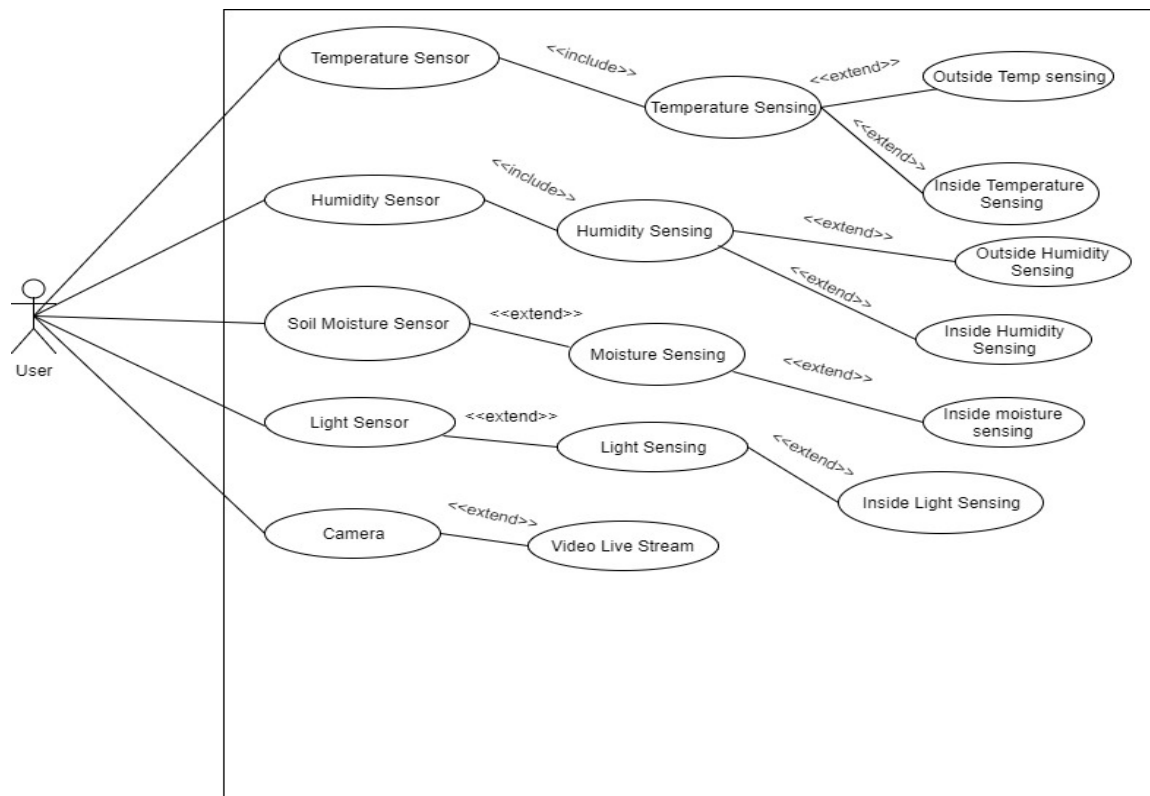 Temperature Sensor
<<include>>
Temperature Sensing
<<extend>>
Outside Temp sensing
<<extend>>
Inside Temperature
Sensing
Humidity Sensor
<<include>>
Humidity Sensing
<<extend>>
Outside Humidity
Sensing
<<extend>>
Inside Humidity
Sensing
User
Soil Moisture Sensor
<<extend>>
Moisture Sensing
<<extend>>
Inside moisture
sensing
Light Sensor
<<extend>>
Light Sensing
<<extend>>
Inside Light Sensing
Camera
<<extend>>
Video Live Stream